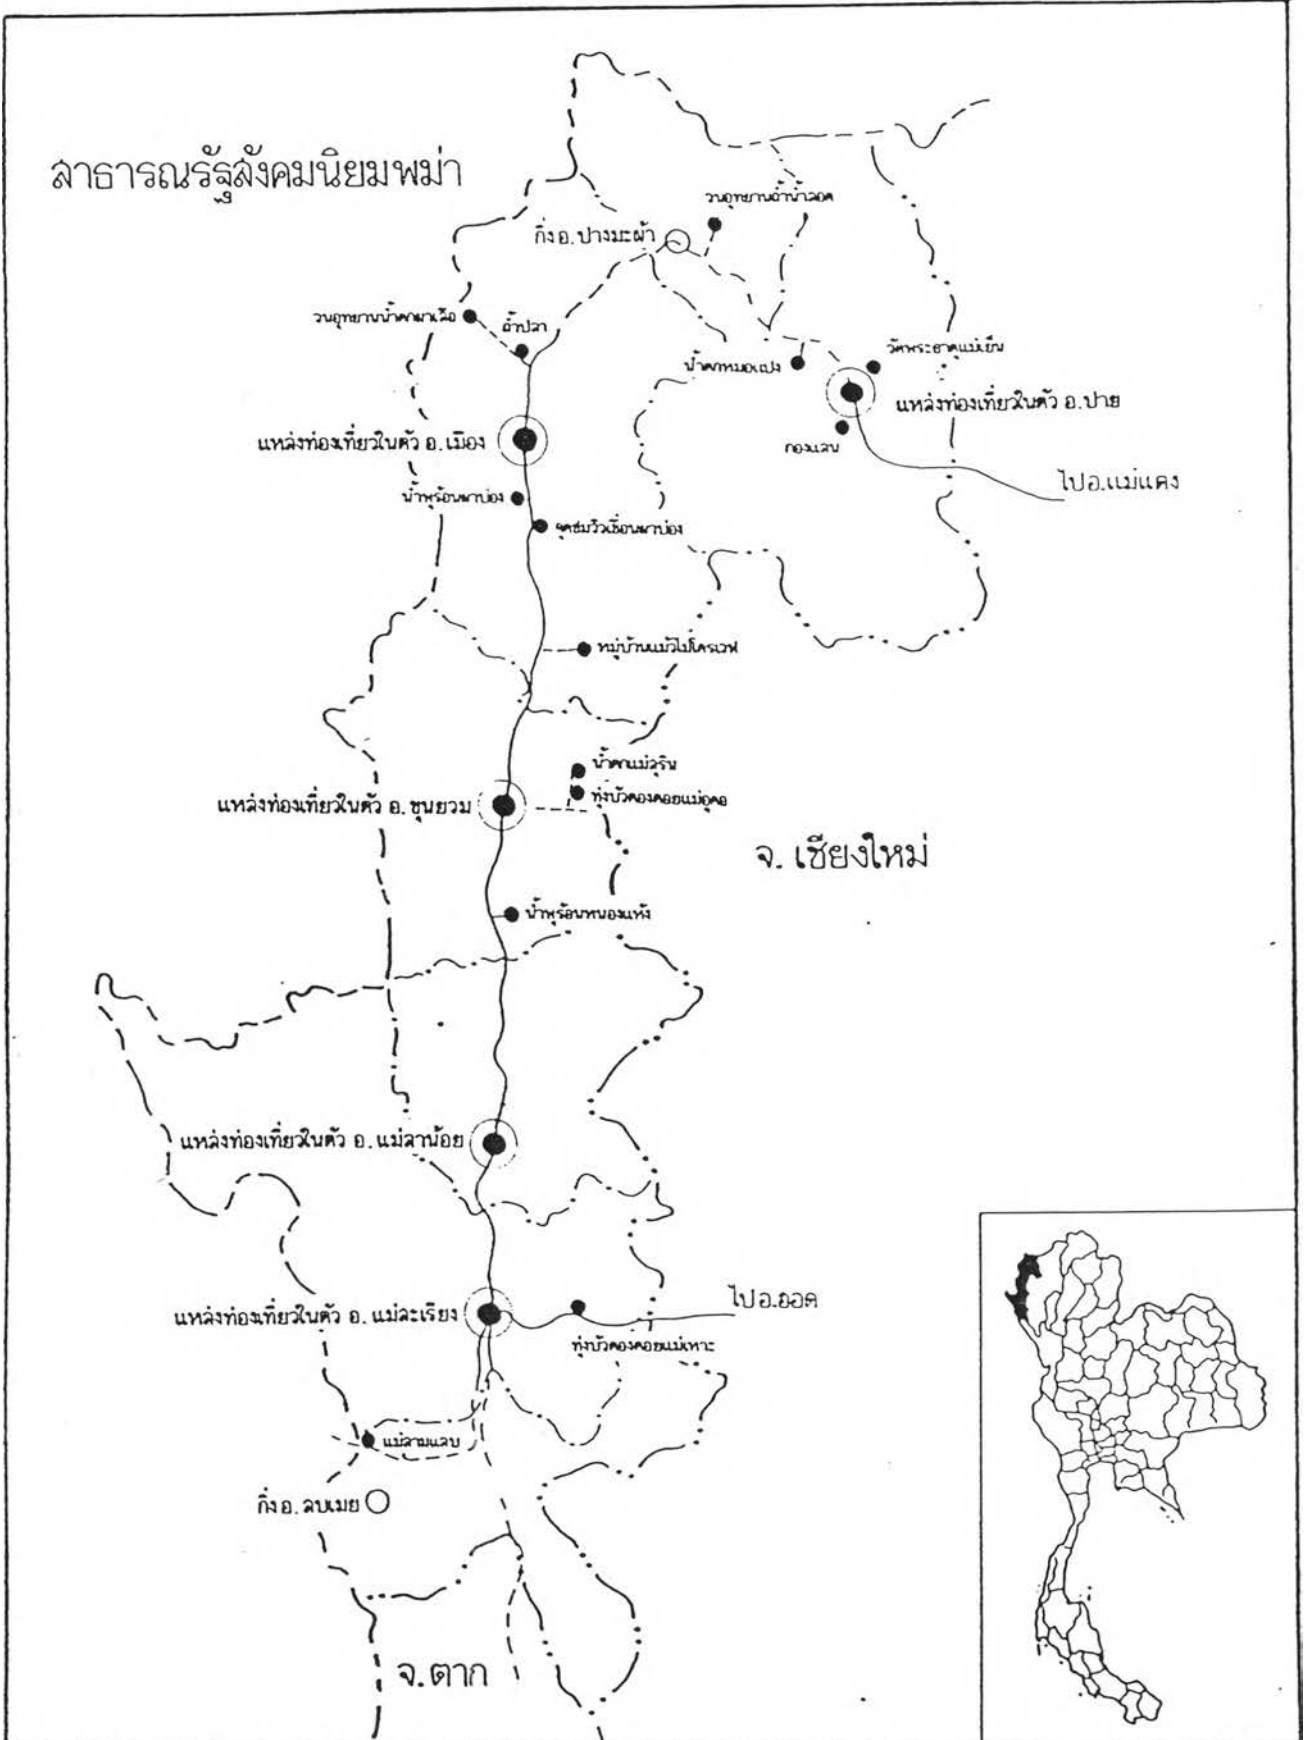 สาธารณรัฐสังคมนิยมพม่า
วนอุทยานถ้ำน้ำลอด
กิ่งอ.ปางมะผ้า
วนอุทยานน้ำตกผาเสื่อ
ถ้ำปลา
วัดพระธาตุแม่เย็น
น้ำตกหมอแปง
แหล่งท่องเที่ยวในตัว อ.ปาย
แหล่งท่องเที่ยวในตัว อ.เมือง
กองแลน
ไปอ.แม่แตง
น้ำพุร้อนผาบ่อง
จุดชมวิวเขื่อนผาบ่อง
หมู่บ้านแม้วไมโครเวฟ
น้ำตกแม่สุริน
ทุ่งบัวตองดอยแม่อูคอ
แหล่งท่องเที่ยวในตัว อ.ขุนยวม
จ. เชียงใหม่
น้ำพุร้อนหนองแห้ง
แหล่งท่องเที่ยวในตัว อ.แม่ลาน้อย
ไปอ.ฮอด
แหล่งท่องเที่ยวในตัว อ. แม่สะเรียง
ทุ่งบัวตองดอยแม่เหาะ
แม่สามแลบ
กิ่งอ.สบเมย
จ.ตาก